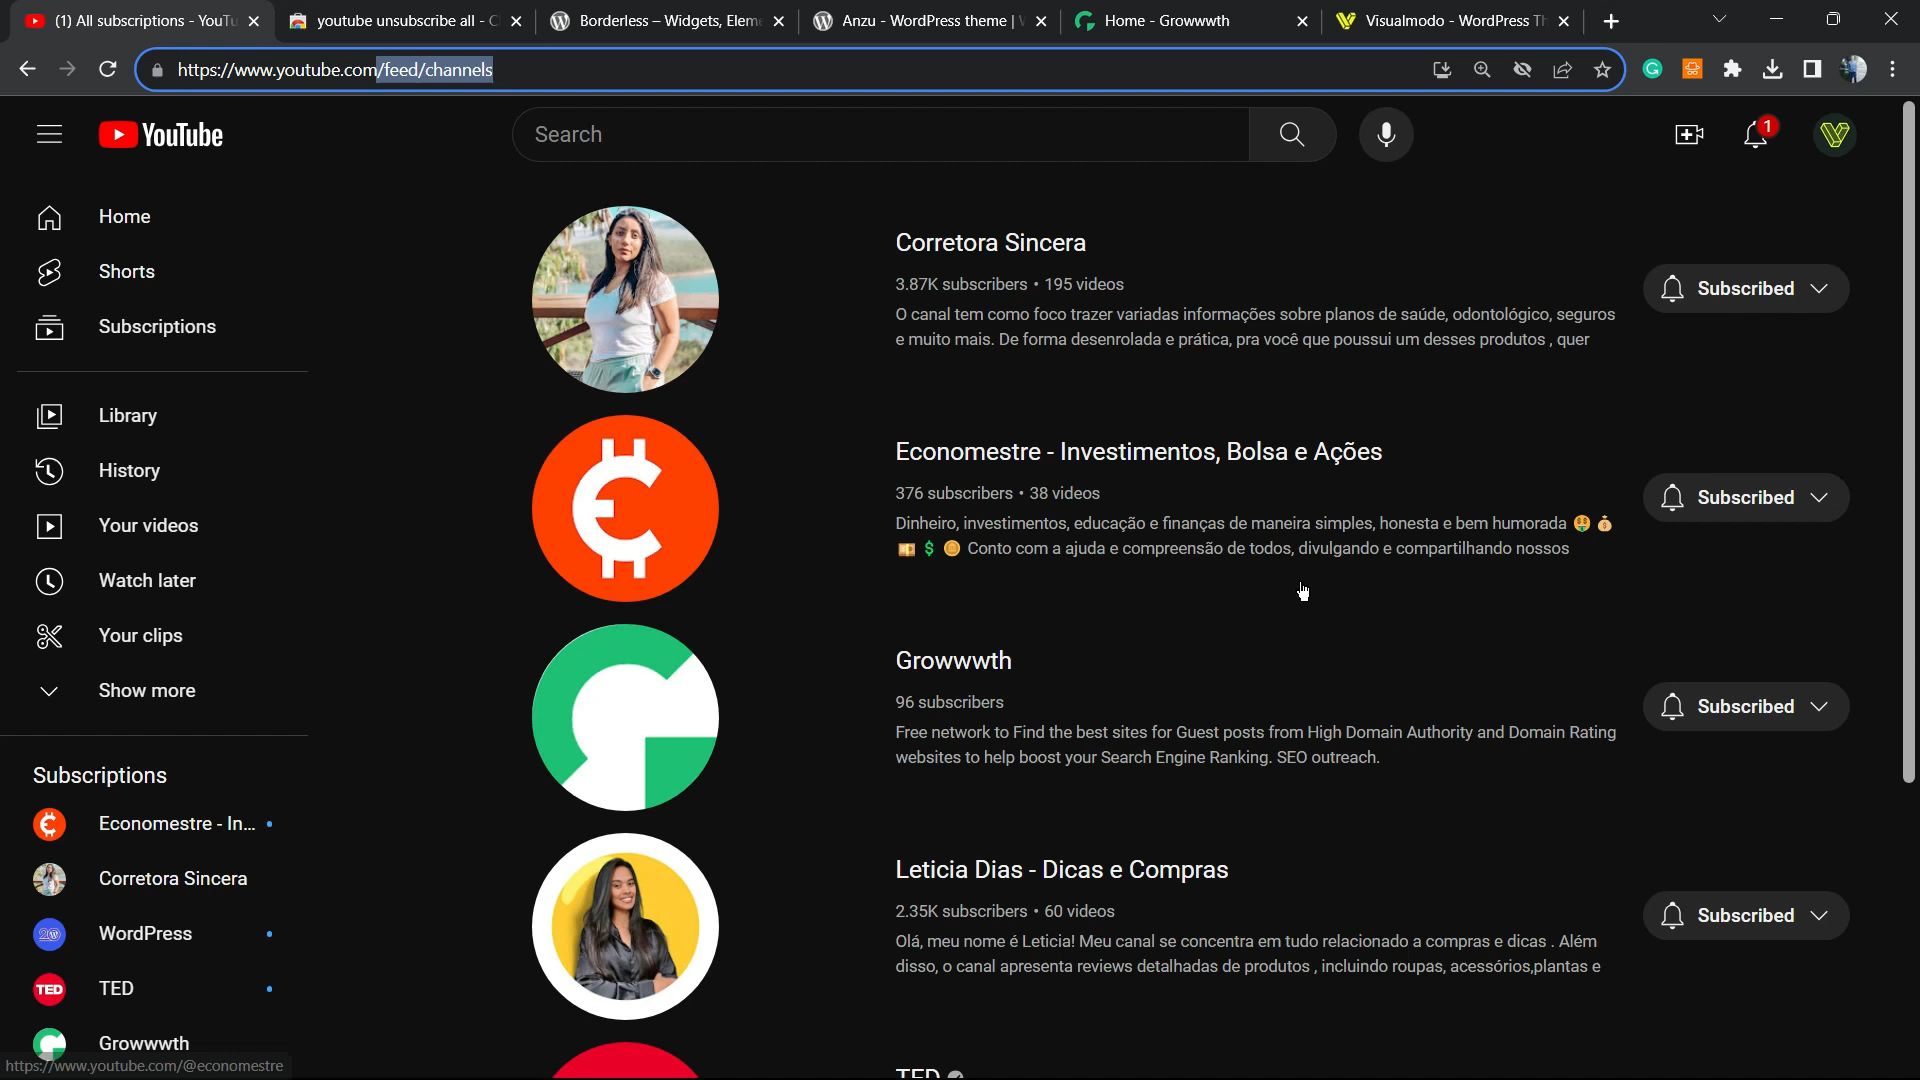 (1) All subscriptions - YouTu
youtube unsubscribe all - C
Borderless – Widgets, Eleme
Anzu - WordPress theme |
Home - Growwwth
Visualmodo - WordPress Th
https://www.youtube.com/feed/channels
YouTube
Search
1
Home
Shorts
Subscriptions
Library
History
Your videos
Watch later
Your clips
Show more
Subscriptions
Economestre - In...
Corretora Sincera
WordPress
TED
TED
Growwwth
https://www.youtube.com/@economestre
Corretora Sincera
3.87K subscribers • 195 videos
O canal tem como foco trazer variadas informações sobre planos de saúde, odontológico, seguros
e muito mais. De forma desenrolada e prática, pra você que poussui um desses produtos , quer
Subscribed
Economestre - Investimentos, Bolsa e Ações
376 subscribers • 38 videos
Dinheiro, investimentos, educação e finanças de maneira simples, honesta e bem humorada 🤑 💰
💴 💲 🪙 Conto com a ajuda e compreensão de todos, divulgando e compartilhando nossos
Subscribed
Growwwth
96 subscribers
Free network to Find the best sites for Guest posts from High Domain Authority and Domain Rating
websites to help boost your Search Engine Ranking. SEO outreach.
Subscribed
Leticia Dias - Dicas e Compras
2.35K subscribers • 60 videos
Olá, meu nome é Leticia! Meu canal se concentra em tudo relacionado a compras e dicas . Além
disso, o canal apresenta reviews detalhadas de produtos , incluindo roupas, acessórios,plantas e
Subscribed
TED